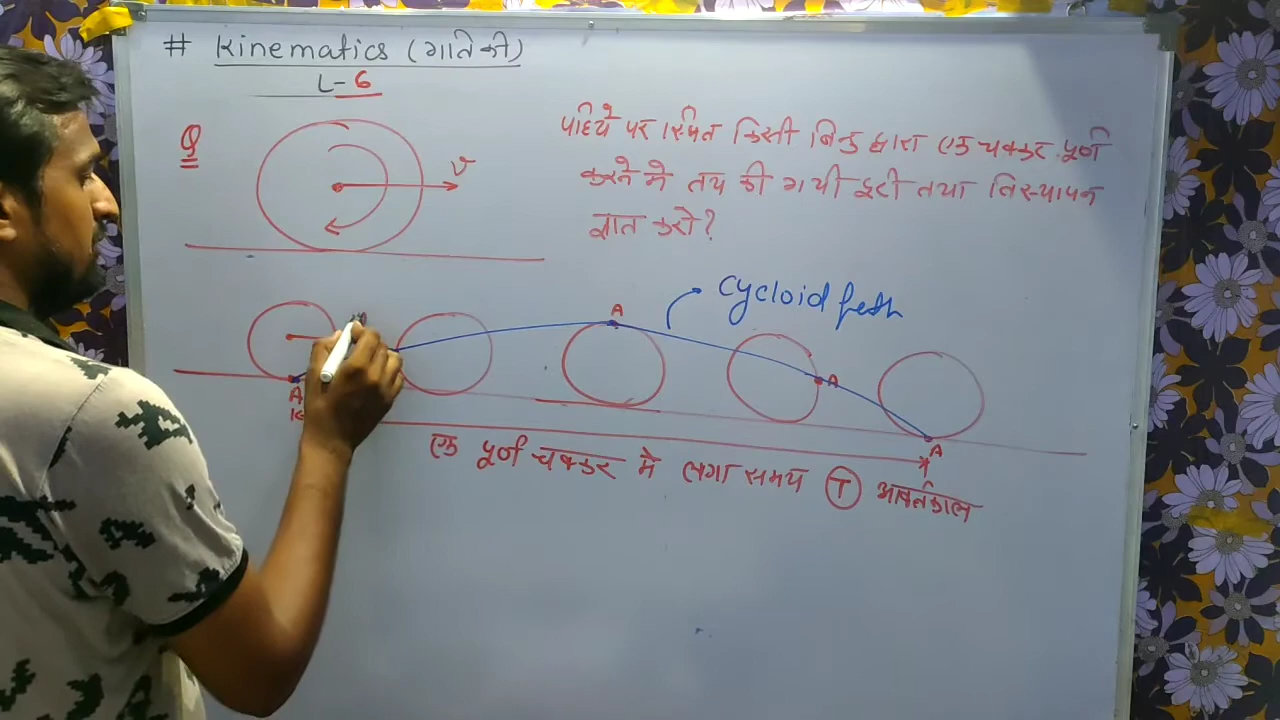 # Kinematics (गतिकी)
L-6
Q
v
पहिये पर स्थित किसी बिन्दु द्वारा एक चक्कर पूर्ण
करने में तय की गयी दूरी तथा विस्थापन
ज्ञात करो?
cycloid path
A
A
A
A
एक पूर्ण चक्कर में लगा समय T आवर्तकाल